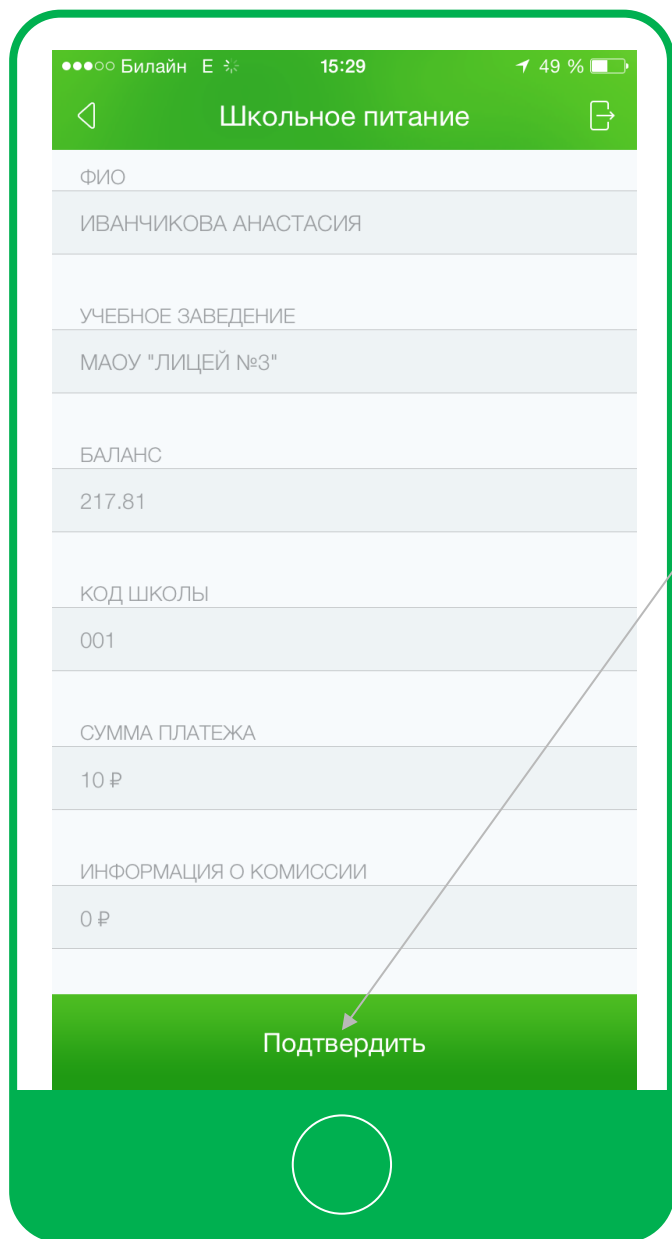 Билайн E 15:29 49 %
Школьное питание
ФИО
ИВАНЧИКОВА АНАСТАСИЯ
УЧЕБНОЕ ЗАВЕДЕНИЕ
МАОУ "ЛИЦЕЙ №3"
БАЛАНС
217.81
КОД ШКОЛЫ
001
СУММА ПЛАТЕЖА
10 ₽
ИНФОРМАЦИЯ О КОМИССИИ
0 ₽
Подтвердить